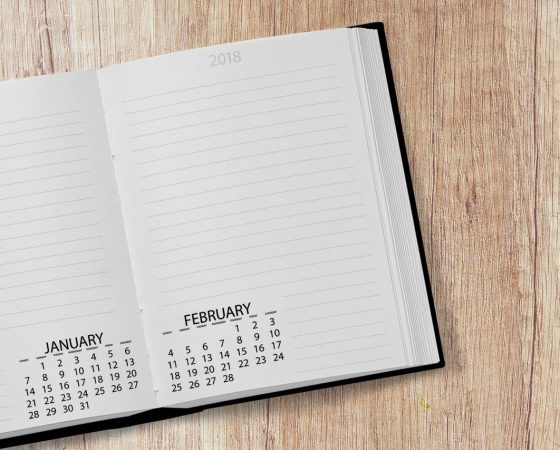 2018
JANUARY
1 2 3 4 5 6
7 8 9 10 11 12 13
14 15 16 17 18 19 20
21 22 23 24 25 26 27
28 29 30 31
FEBRUARY
1 2 3
4 5 6 7 8 9 10
11 12 13 14 15 16 17
18 19 20 21 22 23 24
25 26 27 28